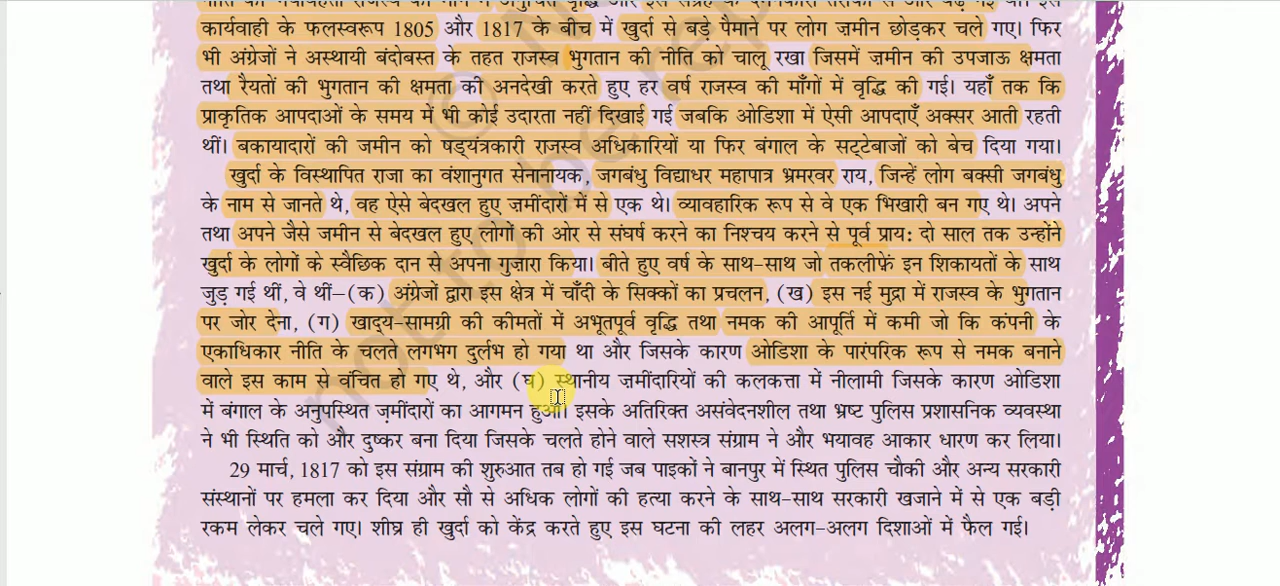 कार्यवाही के फलस्वरूप 1805 और 1817 के बीच में खुर्दा से बड़े पैमाने पर लोग ज़मीन छोड़कर चले गए। फिर
भी अंग्रेजों ने अस्थायी बंदोबस्त के तहत राजस्व भुगतान की नीति को चालू रखा जिसमें ज़मीन की उपजाऊ क्षमता
तथा रैयतों की भुगतान की क्षमता की अनदेखी करते हुए हर वर्ष राजस्व की माँगों में वृद्धि की गई। यहाँ तक कि
प्राकृतिक आपदाओं के समय में भी कोई उदारता नहीं दिखाई गई जबकि ओडिशा में ऐसी आपदाएँ अक्सर आती रहती
थीं। बकायादारों की जमीन को षड्यंत्रकारी राजस्व अधिकारियों या फिर बंगाल के सट्टेबाजों को बेच दिया गया।
खुर्दा के विस्थापित राजा का वंशानुगत सेनानायक, जगबंधु विद्याधर महापात्र भ्रमरवर राय, जिन्हें लोग बक्सी जगबंधु
के नाम से जानते थे, वह ऐसे बेदखल हुए ज़मींदारों में से एक थे। व्यावहारिक रूप से वे एक भिखारी बन गए थे। अपने
तथा अपने जैसे जमीन से बेदखल हुए लोगों की ओर से संघर्ष करने का निश्चय करने से पूर्व प्राय: दो साल तक उन्होंने
खुर्दा के लोगों के स्वैछिक दान से अपना गुजारा किया। बीते हुए वर्ष के साथ-साथ जो तकलीफ़ें इन शिकायतों के साथ
जुड़ गई थीं, वे थीं–(क) अंग्रेजों द्वारा इस क्षेत्र में चाँदी के सिक्कों का प्रचलन, (ख) इस नई मुद्रा में राजस्व के भुगतान
पर जोर देना, (ग) खाद्य-सामग्री की कीमतों में अभूतपूर्व वृद्धि तथा नमक की आपूर्ति में कमी जो कि कंपनी के
एकाधिकार नीति के चलते लगभग दुर्लभ हो गया था और जिसके कारण ओडिशा के पारंपरिक रूप से नमक बनाने
वाले इस काम से वंचित हो गए थे, और (घ) स्थानीय ज़मींदारियों की कलकत्ता में नीलामी जिसके कारण ओडिशा
में बंगाल के अनुपस्थित ज़मींदारों का आगमन हुआ। इसके अतिरिक्त असंवेदनशील तथा भ्रष्ट पुलिस प्रशासनिक व्यवस्था
ने भी स्थिति को और दुष्कर बना दिया जिसके चलते होने वाले सशस्त्र संग्राम ने और भयावह आकार धारण कर लिया।
29 मार्च, 1817 को इस संग्राम की शुरुआत तब हो गई जब पाइकों ने बानपुर में स्थित पुलिस चौकी और अन्य सरकारी
संस्थानों पर हमला कर दिया और सौ से अधिक लोगों की हत्या करने के साथ-साथ सरकारी खजाने में से एक बड़ी
रकम लेकर चले गए। शीघ्र ही खुर्दा को केंद्र करते हुए इस घटना की लहर अलग-अलग दिशाओं में फैल गई।